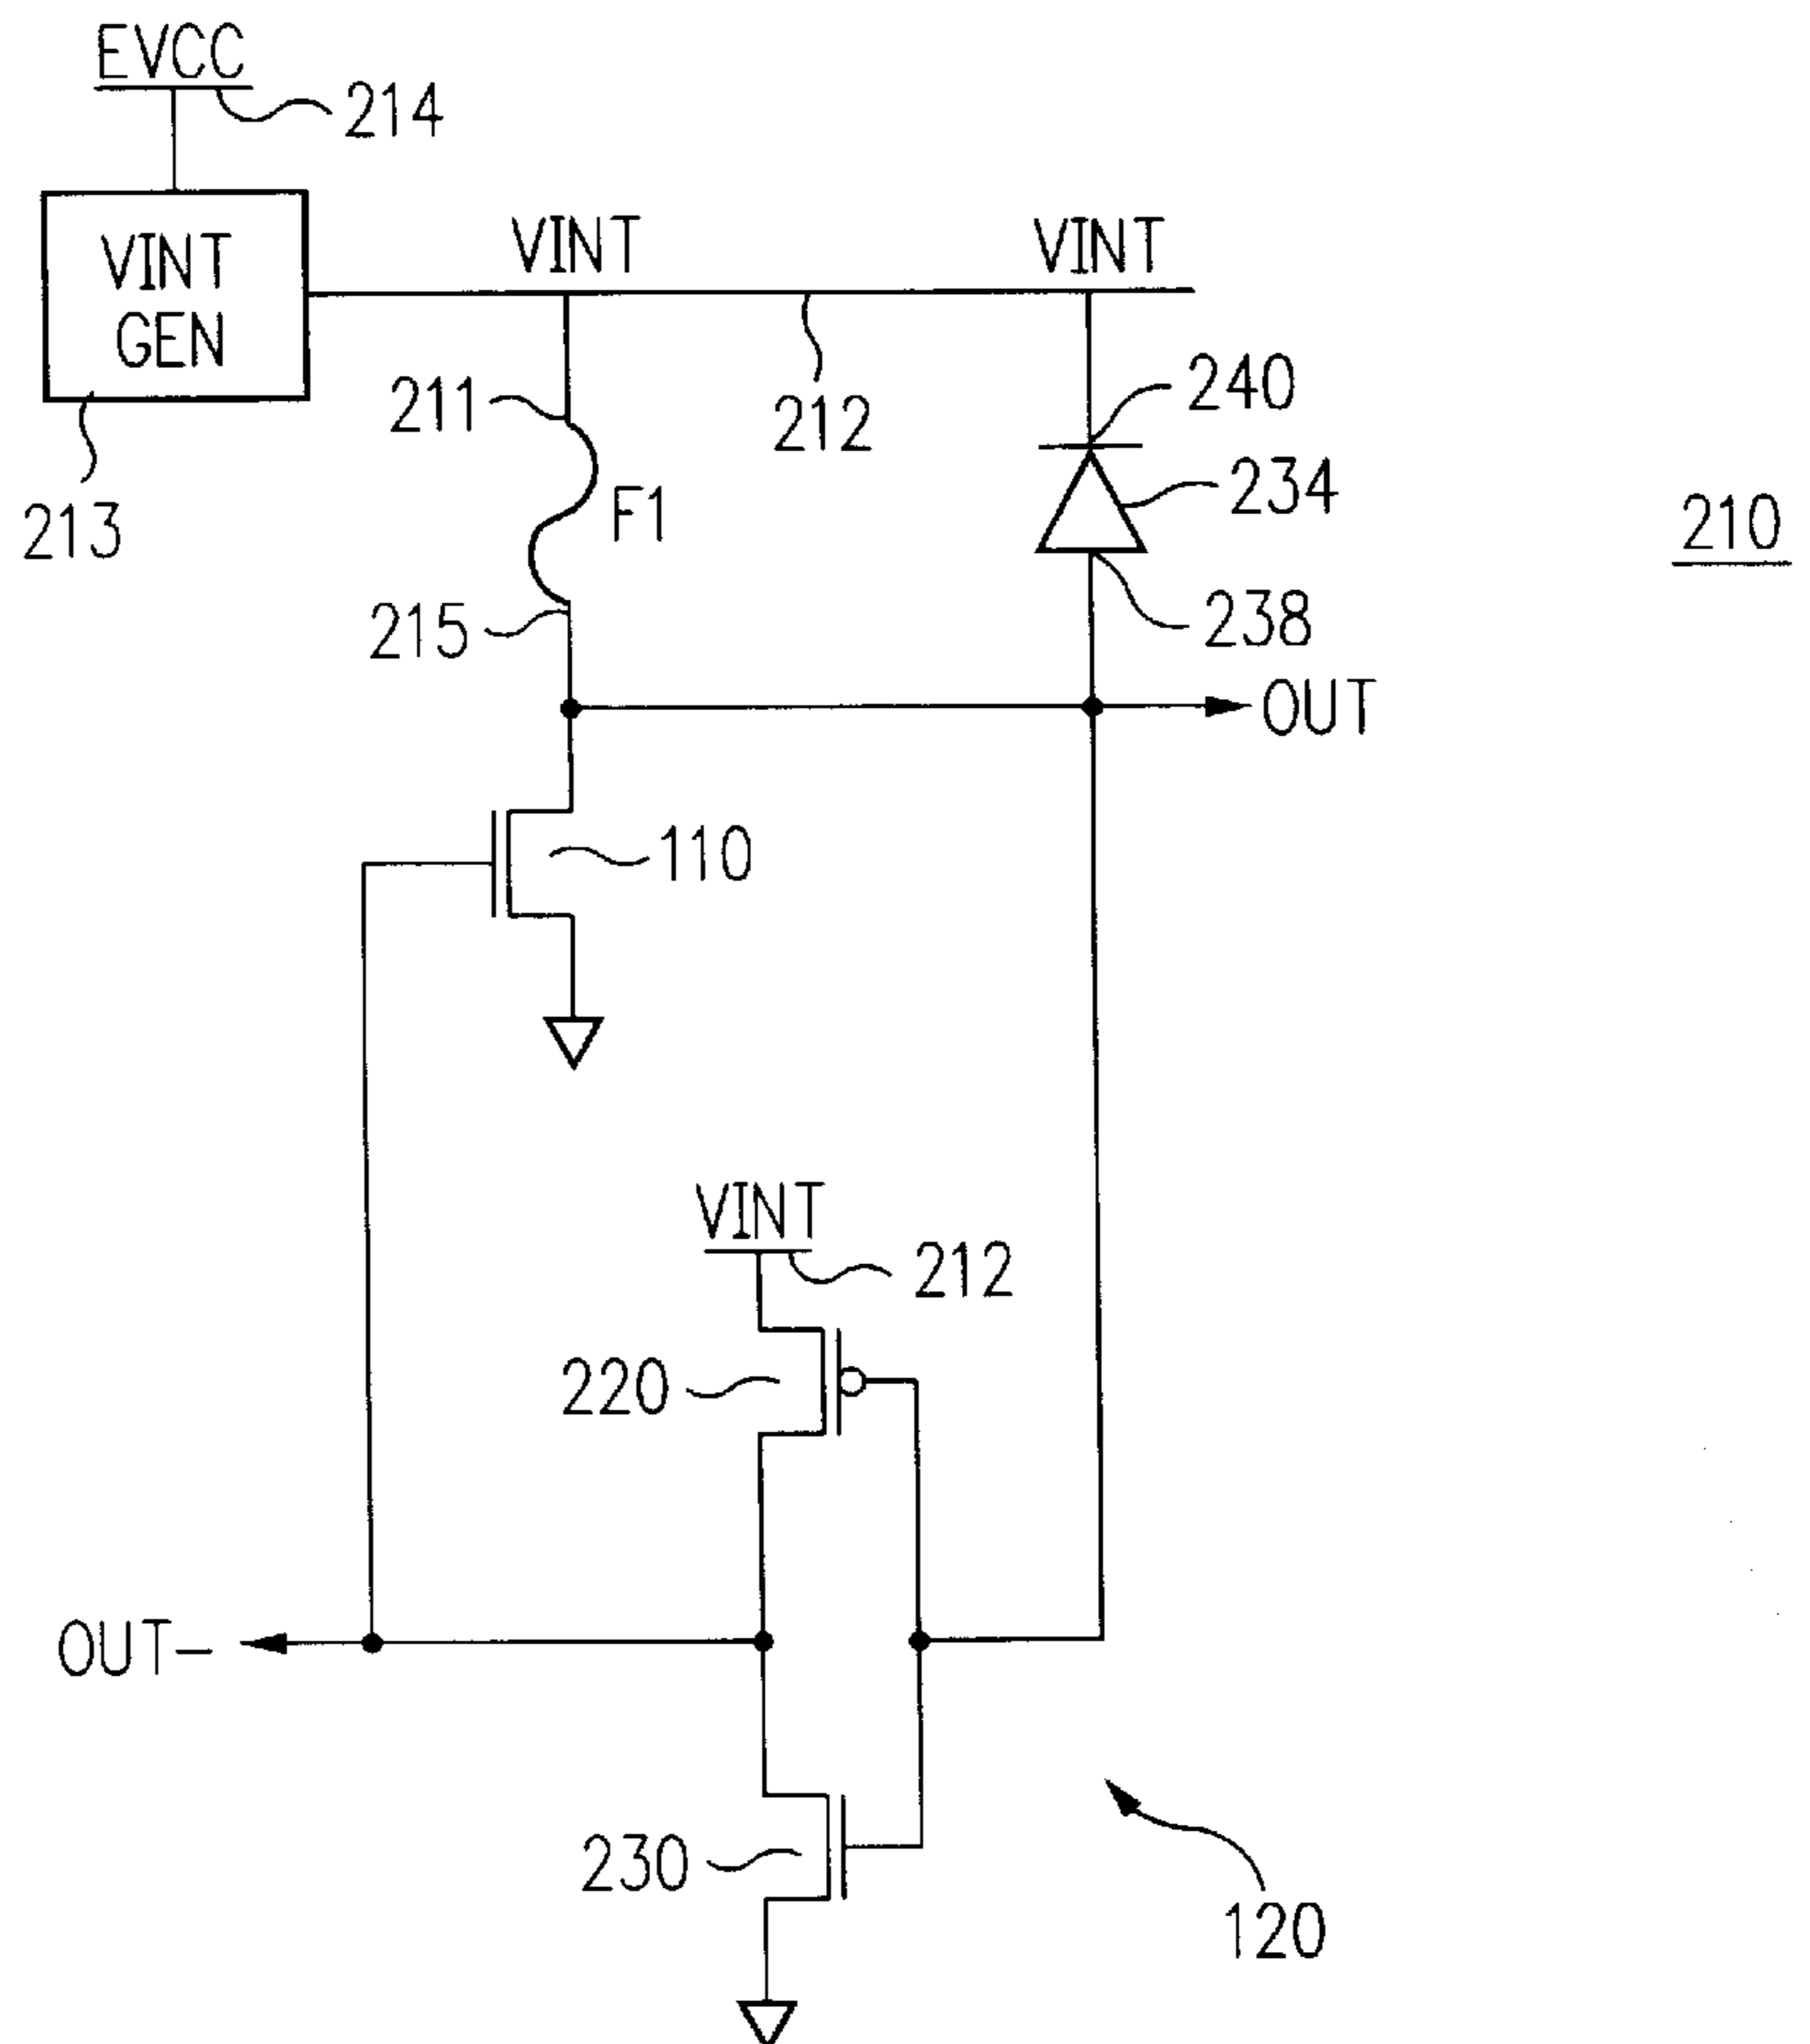 EVCC
214
VINT
GEN
VINT
VINT
211
212
240
234
213
F1
210
215
238
OUT
110
VINT
212
220
OUT-
230
120